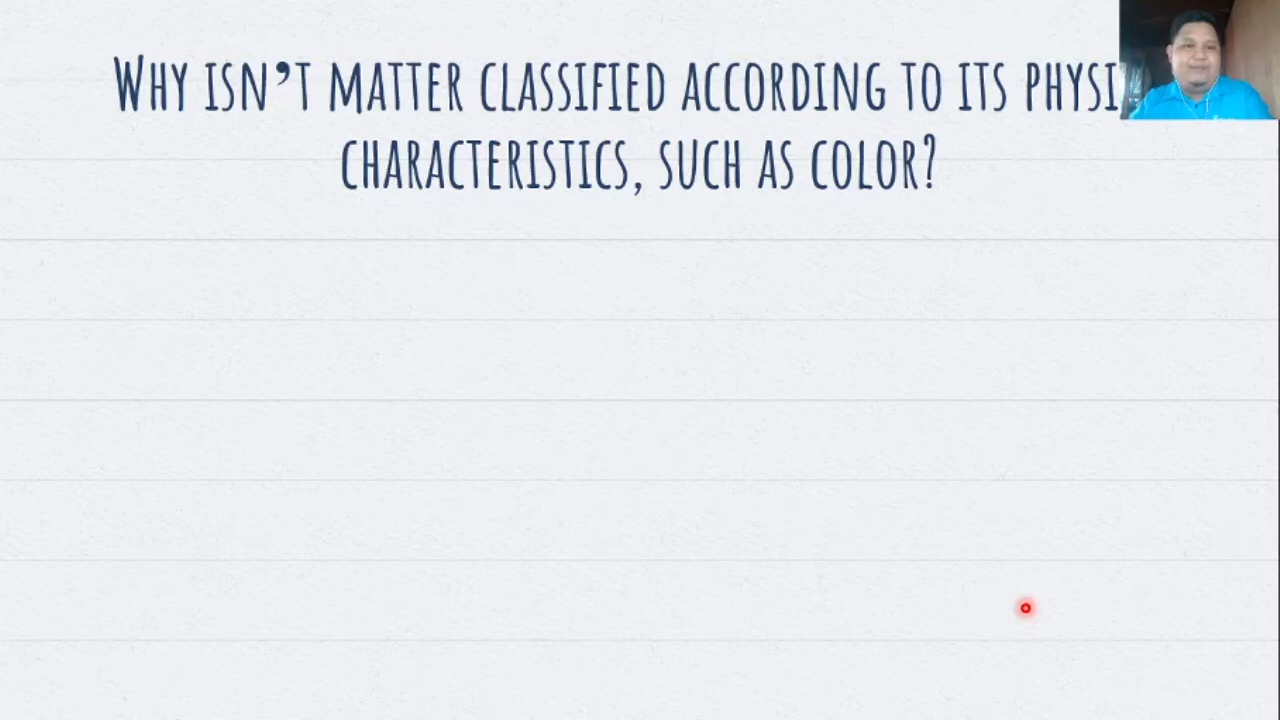 Why isn’t matter classified according to its physi
characteristics, such as color?